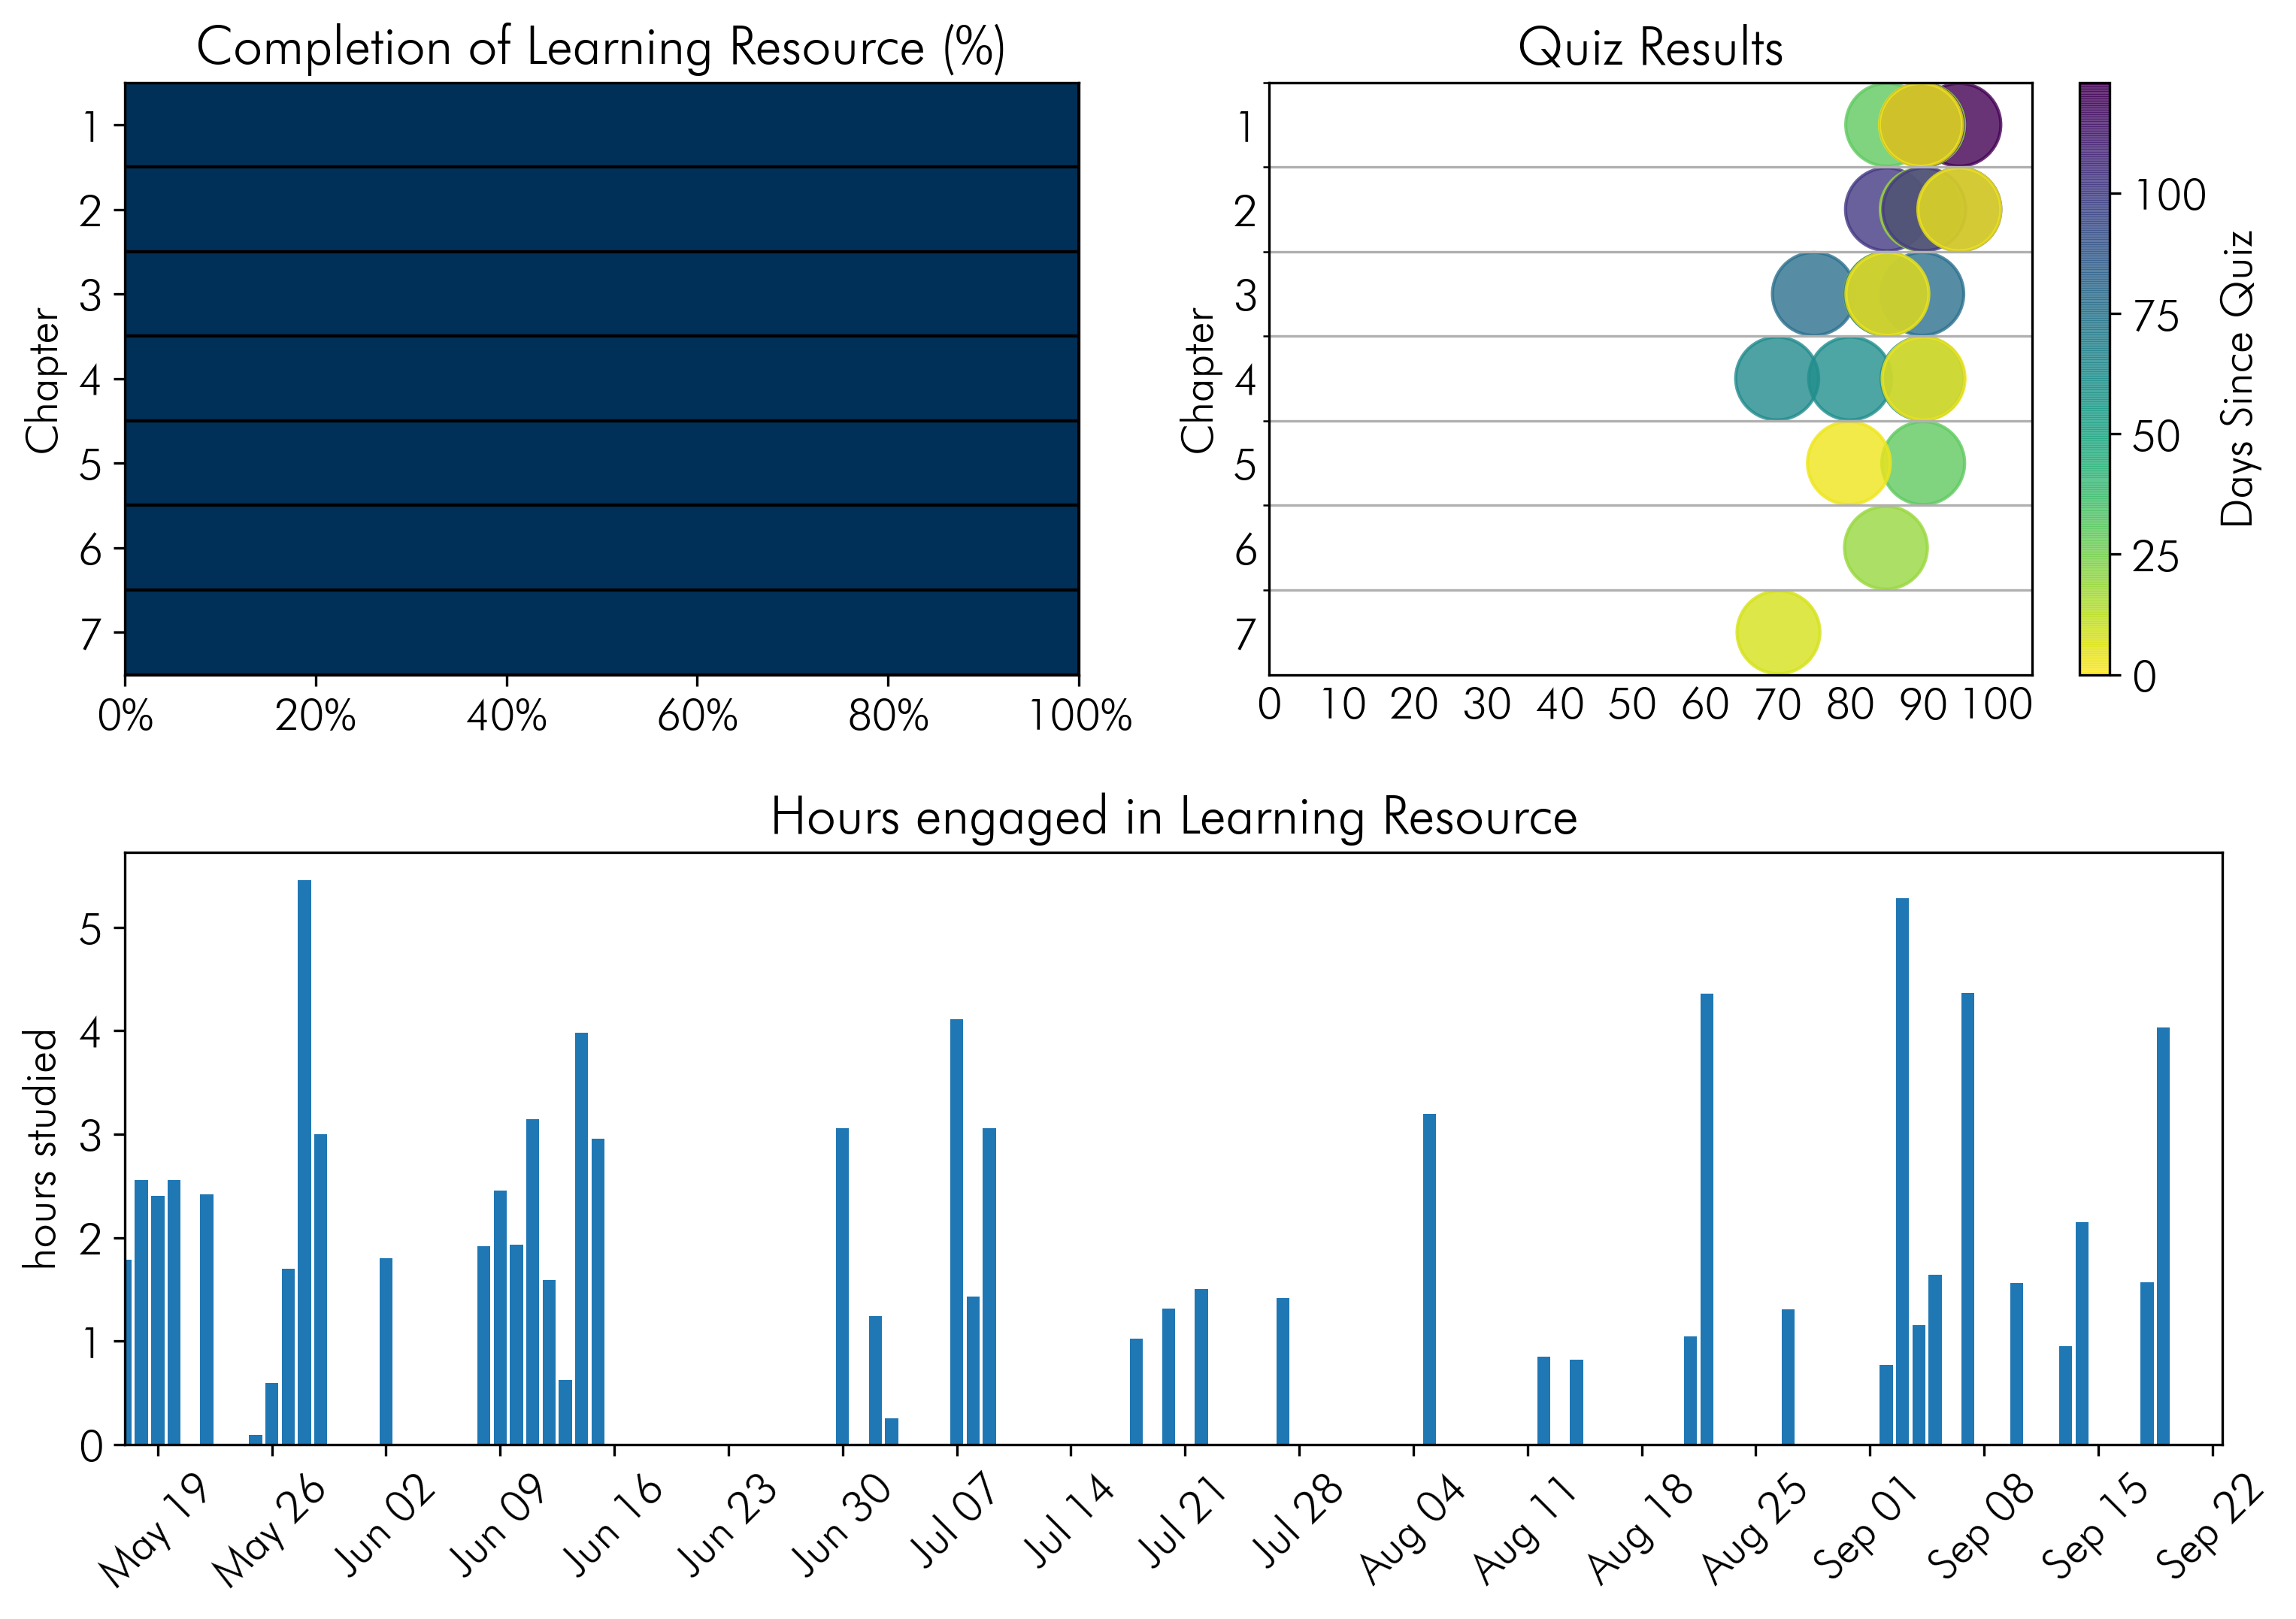 Completion of Learning Resource (%)
Chapter
1
2
3
4
5
6
7
0% 20% 40% 60% 80% 100%
Quiz Results
Chapter
1
2
3
4
5
6
7
0 10 20 30 40 50 60 70 80 90 100
100
75
50
25
0
Days Since Quiz
Hours engaged in Learning Resource
hours studied
5
4
3
2
1
0
May 19 May 26 Jun 02 Jun 09 Jun 16 Jun 23 Jun 30 Jul 07 Jul 14 Jul 21 Jul 28 Aug 04 Aug 11 Aug 18 Aug 25 Sep 01 Sep 08 Sep 15 Sep 22